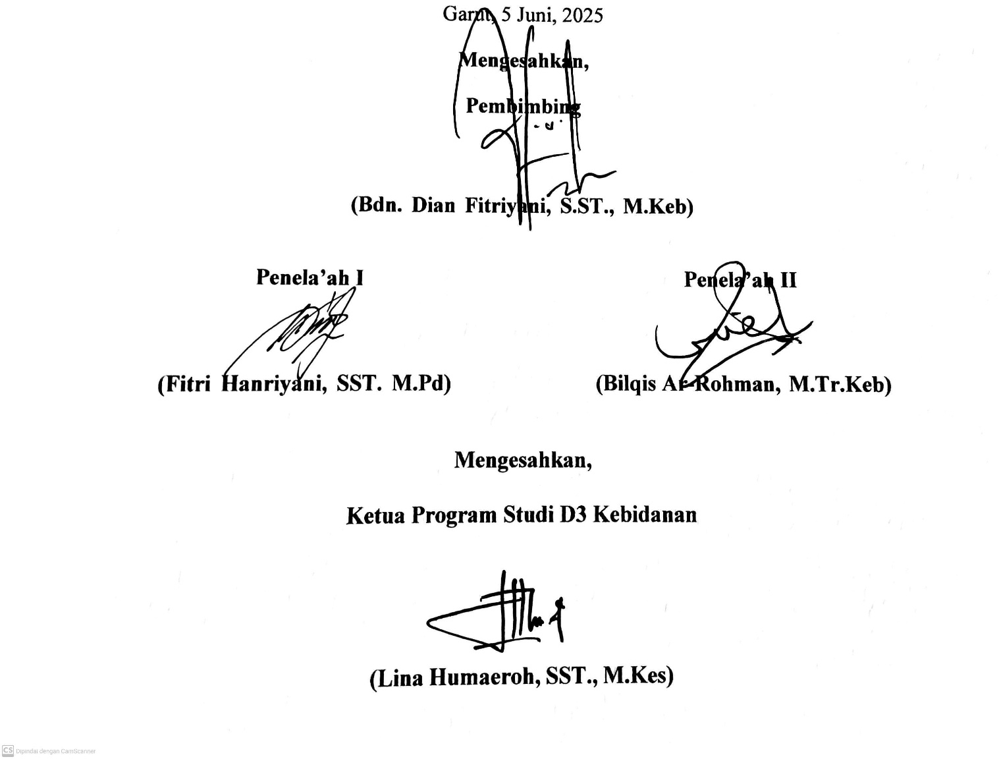 Garut, 5 Juni, 2025
Mengesahkan,
Pembimbing
(Bdn. Dian Fitriyani, S.ST., M.Keb)
Penela’ah I
Penela’ah II
(Fitri Hanriyani, SST. M.Pd)
(Bilqis Ar-Rohman, M.Tr.Keb)
Mengesahkan,
Ketua Program Studi D3 Kebidanan
(Lina Humaeroh, SST., M.Kes)
CS Dipindai dengan CamScanner